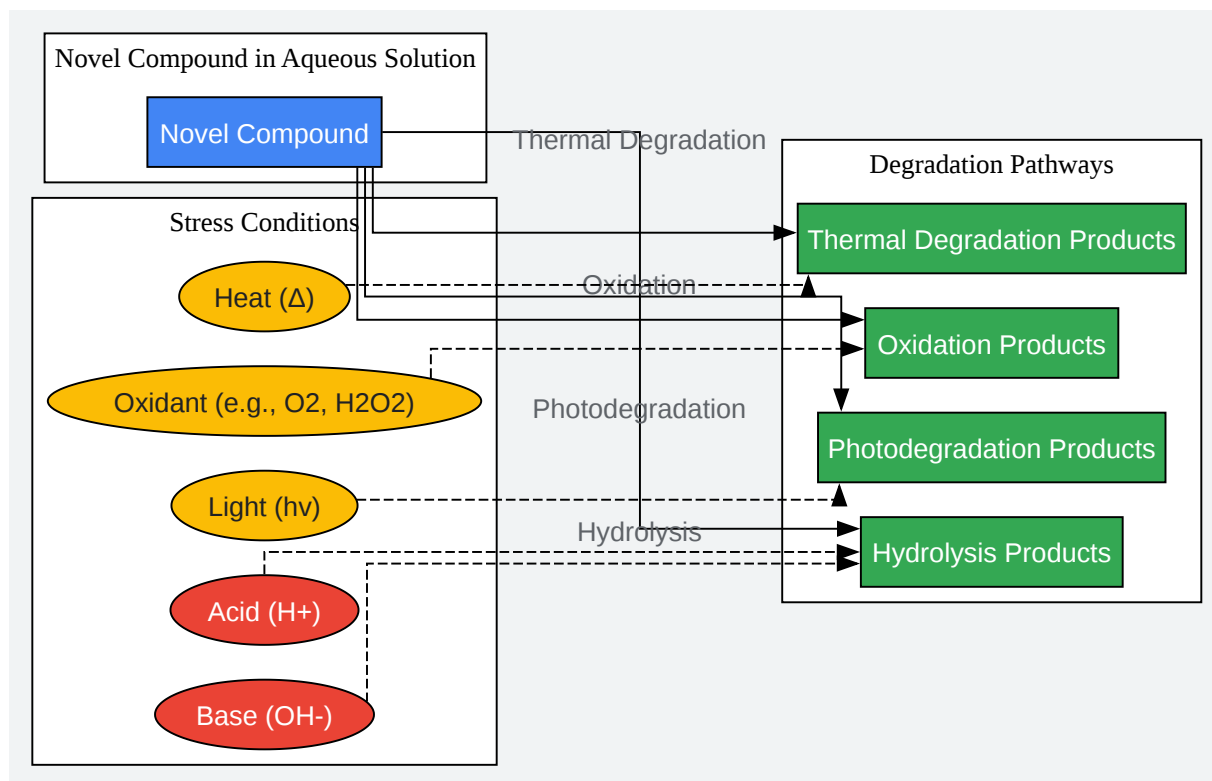 Novel Compound in Aqueous Solution
Novel Compound
Stress Conditions
Heat (Δ)
Oxidant (e.g., O2, H2O2)
Light (hν)
Acid (H+)
Base (OH-)
Thermal Degradation
Oxidation
Photodegradation
Hydrolysis
Degradation Pathways
Thermal Degradation Products
Oxidation Products
Photodegradation Products
Hydrolysis Products